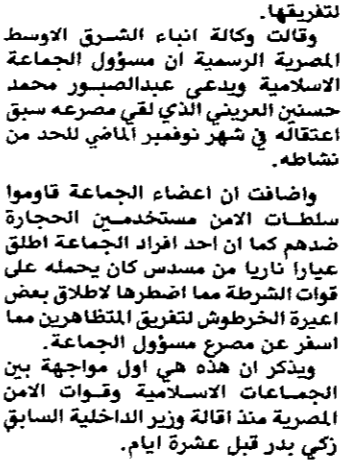 لتفريقها.
وقالت وكالة انباء الشرق الاوسط
المصرية الرسمية ان مسؤول الجماعة
الاسلامية ويدعي عبدالصبور محمد
حسنين العريني الذي لقي مصرعه سبق
اعتقاله في شهر نوفمبر الماضي للحد من
نشاطه.
واضافت ان اعضاء الجماعة قاوموا
سلطات الامن مستخدمين الحجارة
ضدهم كما ان احد افراد الجماعة اطلق
عيارا ناريا من مسدس كان يحمله على
قوات الشرطة مما اضطرها لاطلاق بعض
اعيرة الخرطوش لتفريق المتظاهرين مما
اسفر عن مصرع مسؤول الجماعة.
ويذكر ان هذه هي اول مواجهة بين
الجماعات الاسلامية وقوات الامن
المصرية منذ اقالة وزير الداخلية السابق
زكي بدر قبل عشرة ايام.